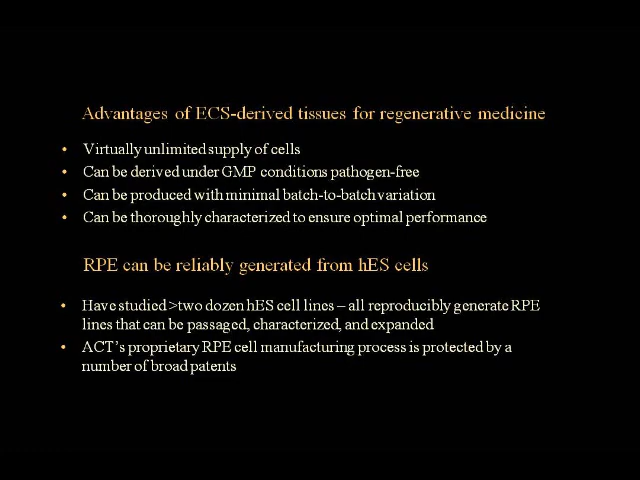 Advantages of ECS-derived tissues for regenerative medicine
• Virtually unlimited supply of cells
• Can be derived under GMP conditions pathogen-free
• Can be produced with minimal batch-to-batch variation
• Can be thoroughly characterized to ensure optimal performance
RPE can be reliably generated from hES cells
• Have studied >two dozen hES cell lines – all reproducibly generate RPE
lines that can be passaged, characterized, and expanded
• ACT's proprietary RPE cell manufacturing process is protected by a
number of broad patents